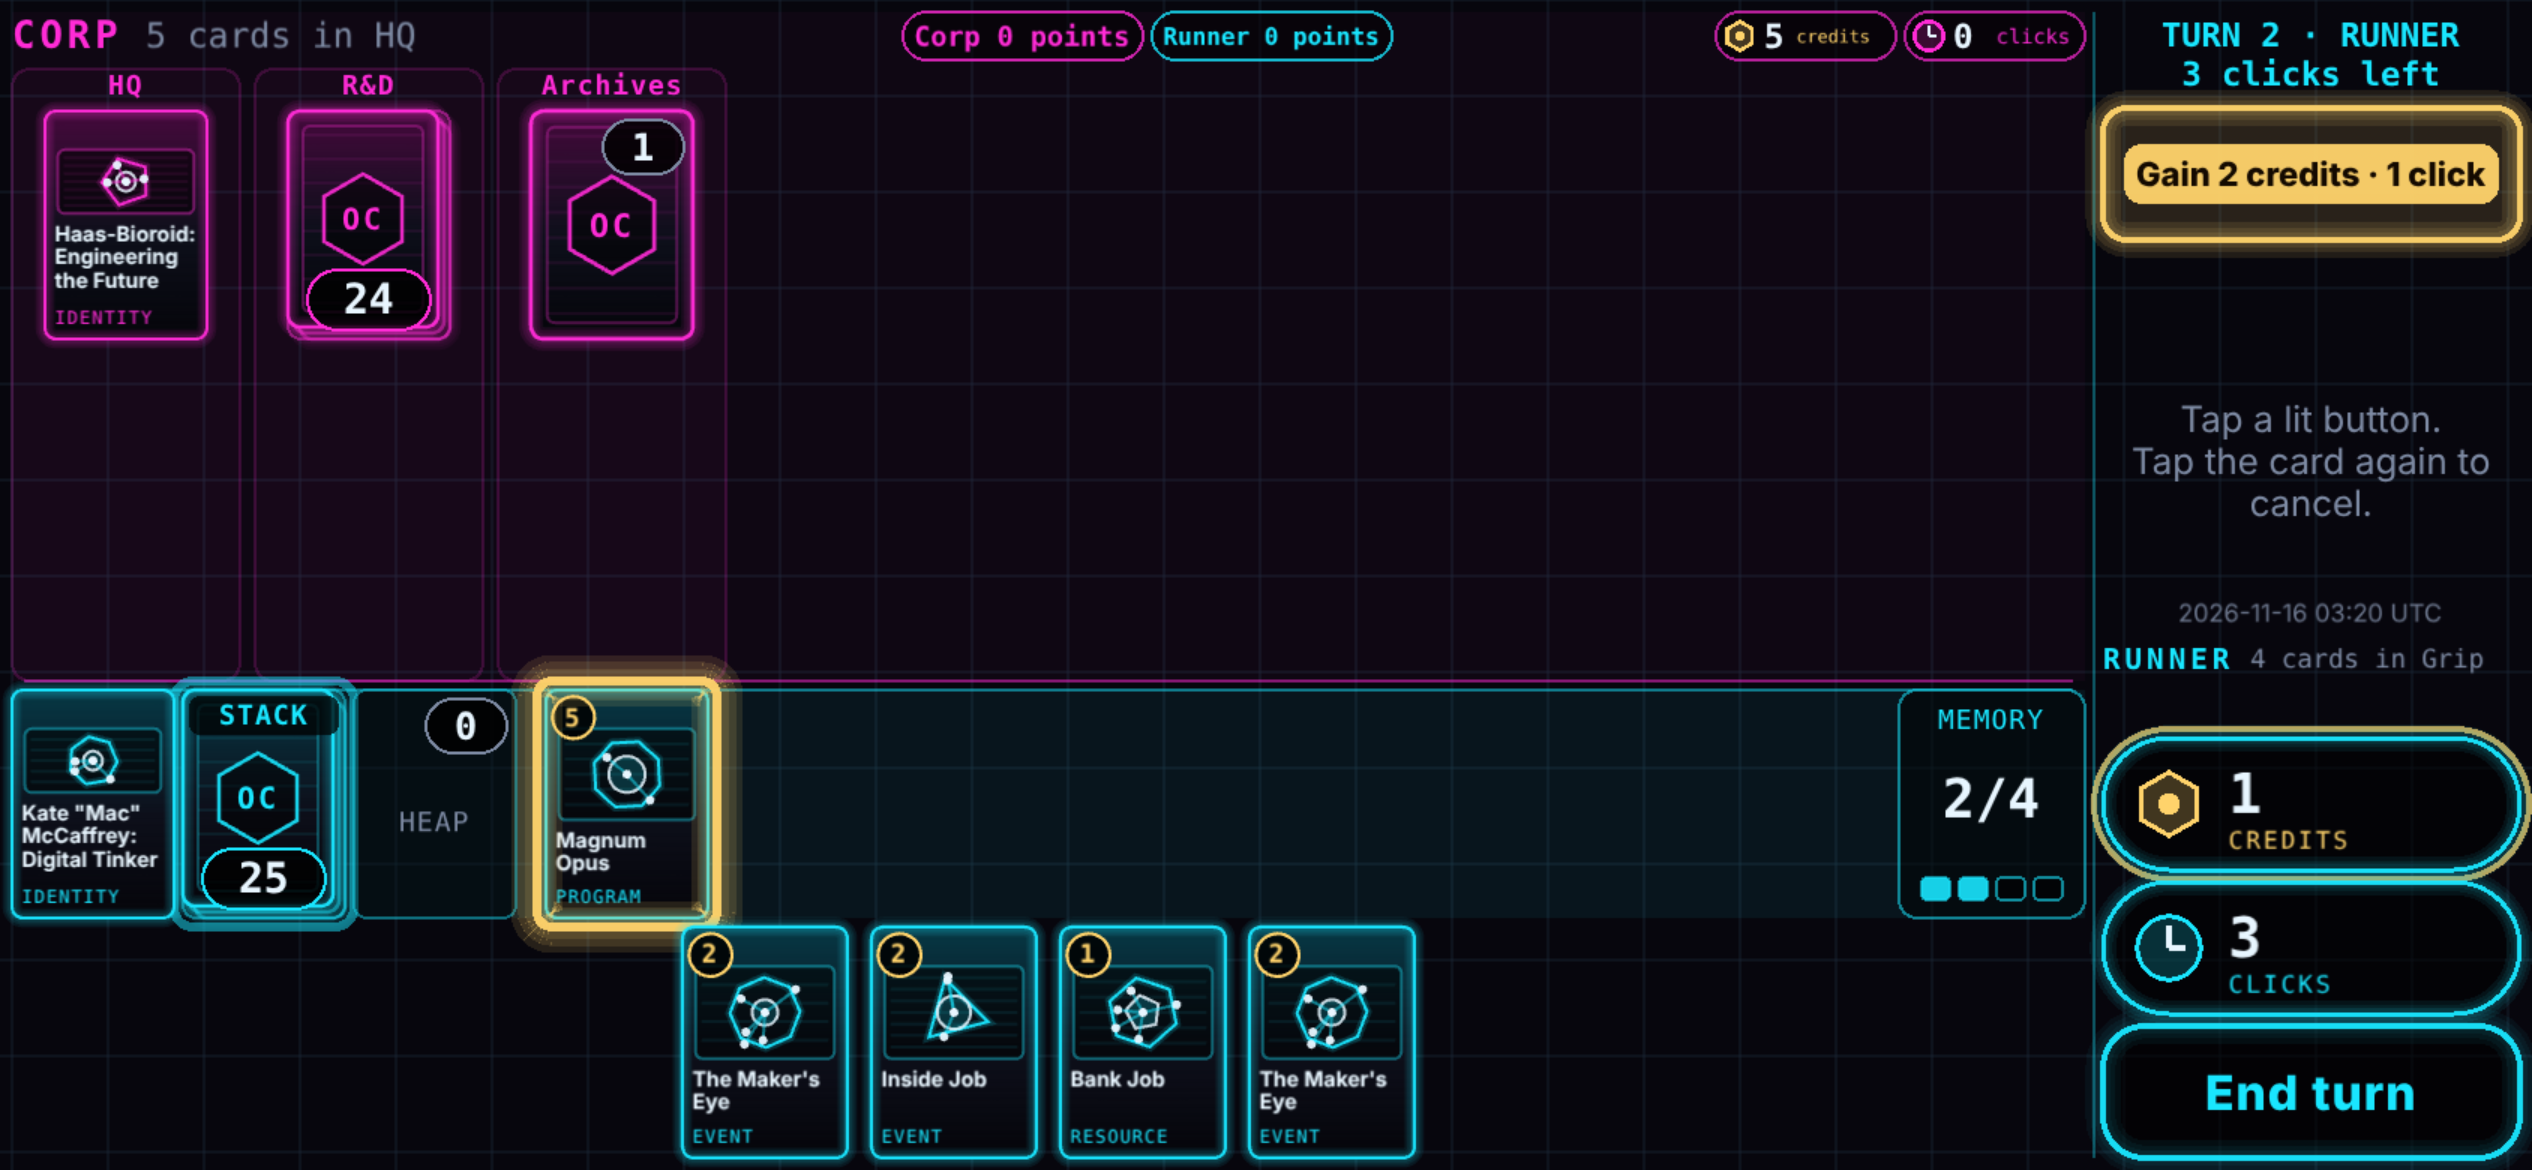 CORP 5 cards in HQ
Corp 0 points
Runner 0 points
5 credits
0 clicks
TURN 2 · RUNNER
3 clicks left
HQ
R&D
Archives
Haas-Bioroid:
Engineering
the Future
IDENTITY
OC
24
1
OC
Gain 2 credits · 1 click
Tap a lit button.
Tap the card again to
cancel.
2026-11-16 03:20 UTC
RUNNER 4 cards in Grip
Kate "Mac"
McCaffrey:
Digital Tinker
IDENTITY
STACK
OC
25
0
HEAP
5
Magnum
Opus
PROGRAM
MEMORY
2/4
1
CREDITS
3
CLICKS
End turn
2
The Maker's
Eye
EVENT
2
Inside Job
EVENT
1
Bank Job
RESOURCE
2
The Maker's
Eye
EVENT